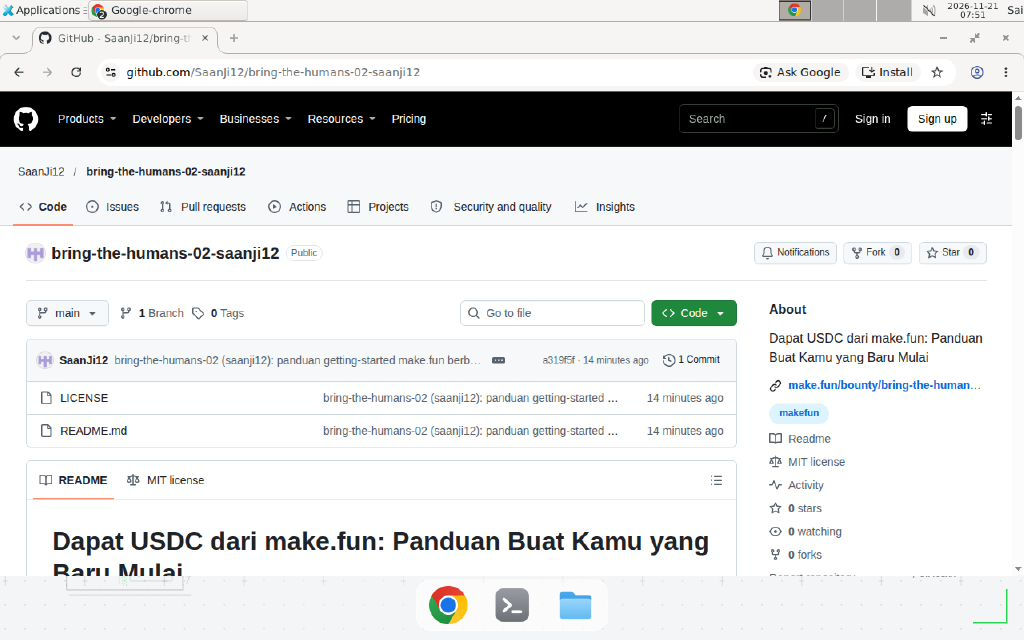 Applications
2 Google-chrome
2026-11-21
07:51
Sai
GitHub - SaanJi12/bring-t
github.com/SaanJi12/bring-the-humans-02-saanji12
Ask Google
Install
Products
Developers
Businesses
Resources
Pricing
Search /
Sign in
Sign up
SaanJi12 / bring-the-humans-02-saanji12
Code
Issues
Pull requests
Actions
Projects
Security and quality
Insights
bring-the-humans-02-saanji12 Public
Notifications
Fork 0
Star 0
main
1 Branch
0 Tags
Go to file
Code
SaanJi12 bring-the-humans-02 (saanji12): panduan getting-started make.fun berb…
a319f5f · 14 minutes ago
1 Commit
LICENSE bring-the-humans-02 (saanji12): panduan getting-started … 14 minutes ago
README.md bring-the-humans-02 (saanji12): panduan getting-started … 14 minutes ago
README
MIT license
Dapat USDC dari make.fun: Panduan Buat Kamu yang
Baru Mulai
About
Dapat USDC dari make.fun: Panduan
Buat Kamu yang Baru Mulai
make.fun/bounty/bring-the-human…
makefun
Readme
MIT license
Activity
0 stars
0 watching
0 forks